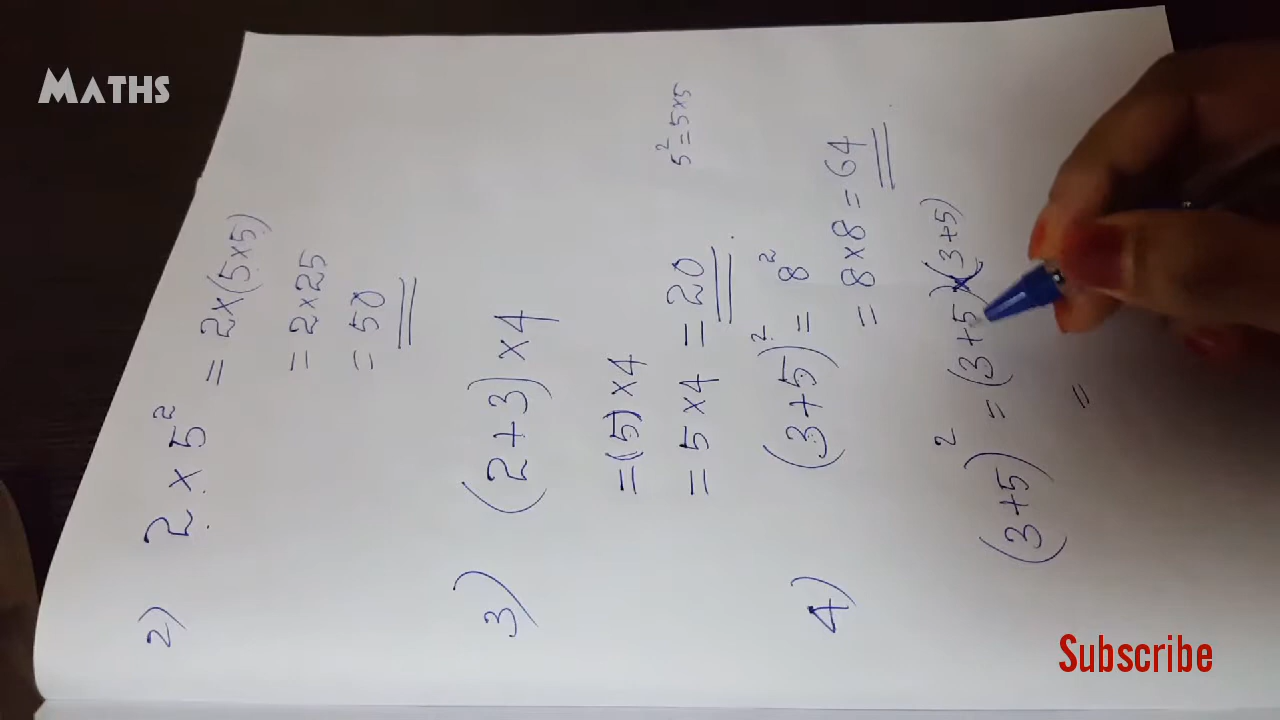 MATHS
2) 2 × 5² = 2×(5×5)
= 2×25
= 50
3) (2+3)×4
=(5)×4
= 5×4 = 20
5²=5×5
4) (3+5)² = 8²
= 8×8 = 64
(3+5)² = (3+5)×(3+5)
=
Subscribe